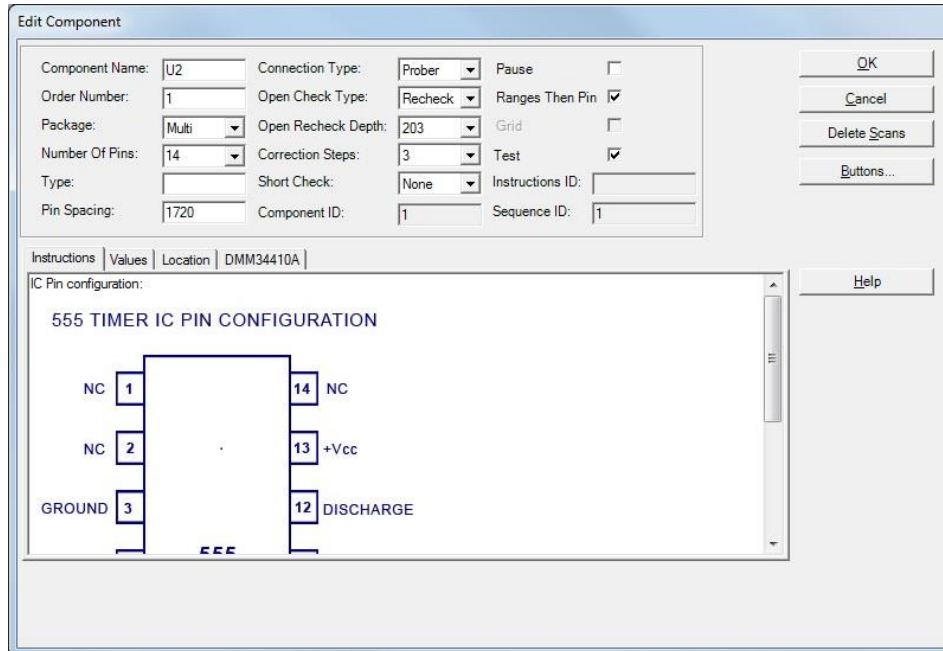 Edit Component
Component Name: U2 Connection Type: Prober Pause
OK
Order Number: 1 Open Check Type: Recheck Ranges Then Pin
Cancel
Package: Multi Open Recheck Depth: 203 Grid
Delete Scans
Number Of Pins: 14 Correction Steps: 3 Test
Buttons...
Type: Short Check: None Instructions ID:
Pin Spacing: 1720 Component ID: 1 Sequence ID: 1
Instructions Values Location DMM34410A
Help
IC Pin configuration:
555 TIMER IC PIN CONFIGURATION
NC 1 14 NC
NC 2 13 +Vcc
GROUND 3 12 DISCHARGE
555